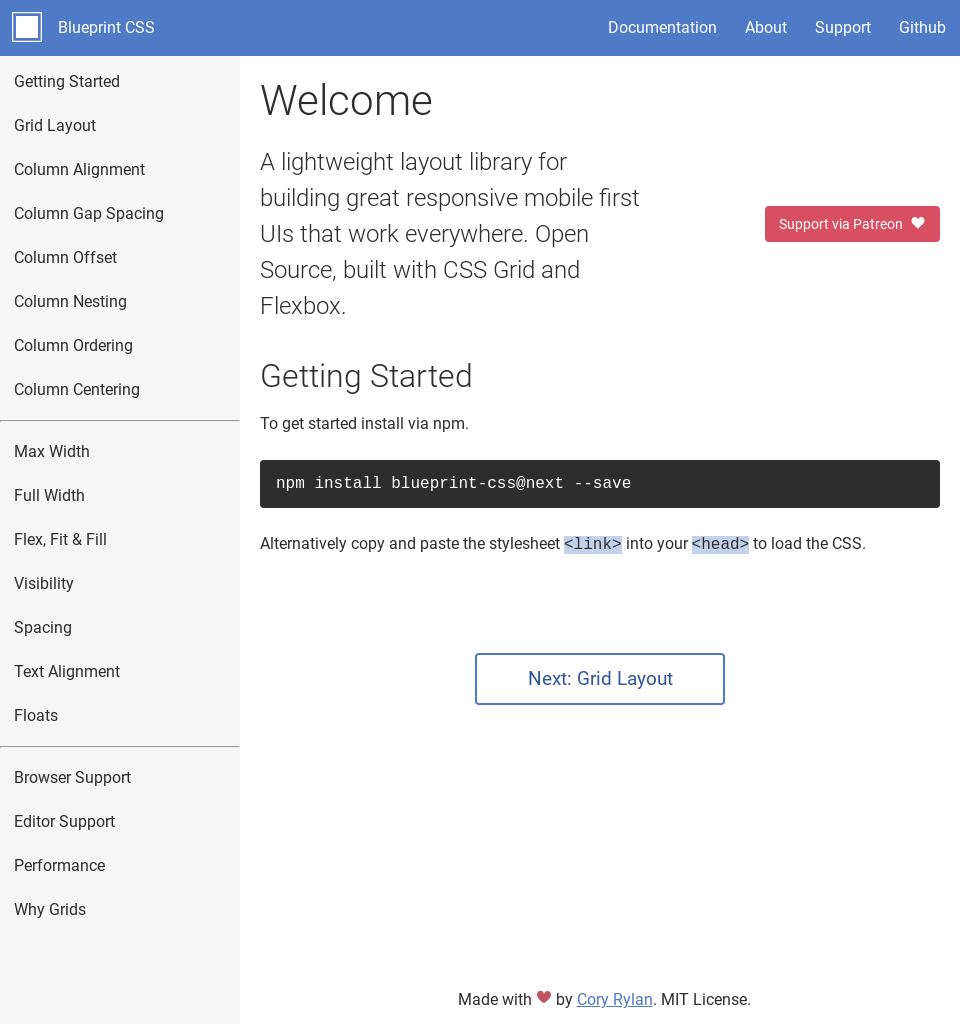 Blueprint CSS
Documentation
About
Support
Github
Getting Started
Grid Layout
Column Alignment
Column Gap Spacing
Column Offset
Column Nesting
Column Ordering
Column Centering
Max Width
Full Width
Flex, Fit & Fill
Visibility
Spacing
Text Alignment
Floats
Browser Support
Editor Support
Performance
Why Grids
Welcome
A lightweight layout library for
building great responsive mobile first
UIs that work everywhere. Open
Source, built with CSS Grid and
Flexbox.
Support via Patreon
Getting Started
To get started install via npm.
npm install blueprint-css@next --save
Alternatively copy and paste the stylesheet <link> into your <head> to load the CSS.
Next: Grid Layout
Made with ♥ by Cory Rylan. MIT License.